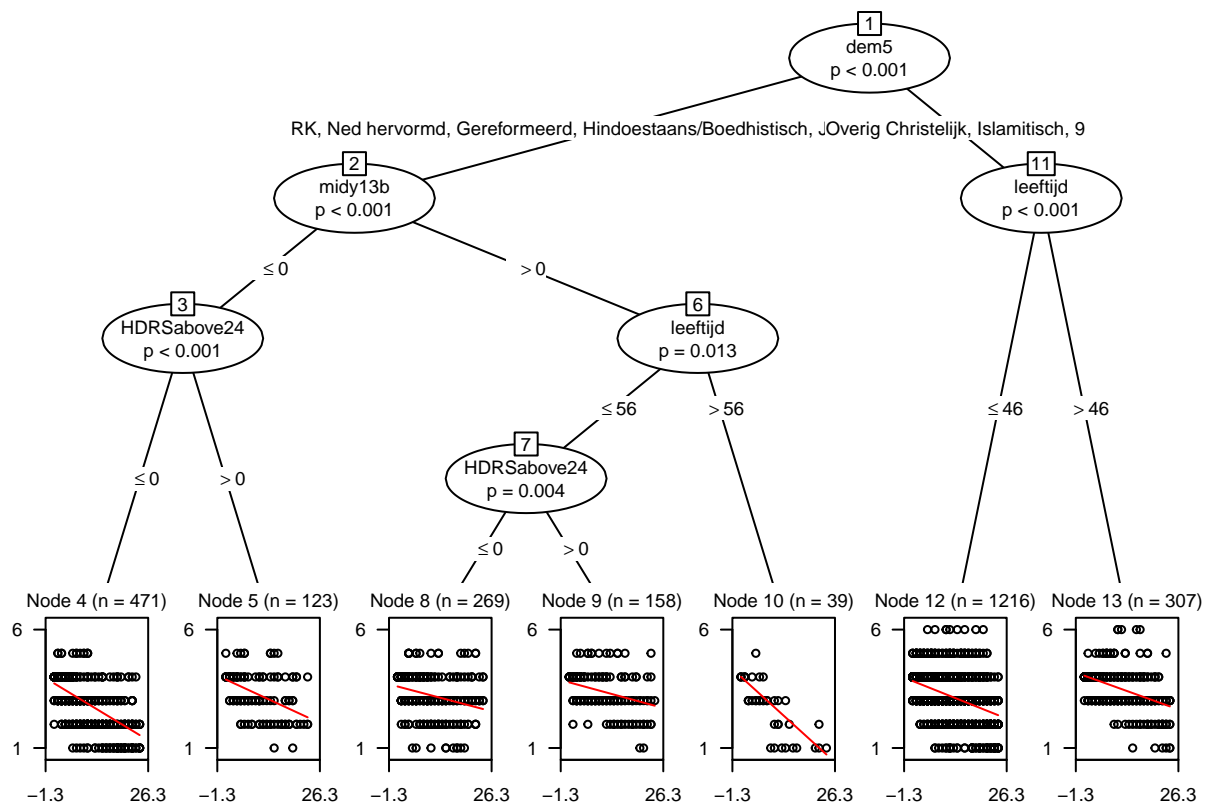 1
dem5
p < 0.001
RK, Ned hervormd, Gereformeerd, Hindoestaans/Boedhistisch, J
Overig Christelijk, Islamitisch, 9
2
midy13b
p < 0.001
11
leeftijd
p < 0.001
≤ 0
> 0
3
HDRSabove24
p < 0.001
6
leeftijd
p = 0.013
≤ 56
> 56
≤ 46
> 46
7
HDRSabove24
p = 0.004
≤ 0
> 0
≤ 0
> 0
Node 4 (n = 471)
Node 5 (n = 123)
Node 8 (n = 269)
Node 9 (n = 158)
Node 10 (n = 39)
Node 12 (n = 1216)
Node 13 (n = 307)
6 6 6 6 6 6 6
1 1 1 1 1 1 1
−1.3 26.3 −1.3 26.3 −1.3 26.3 −1.3 26.3 −1.3 26.3 −1.3 26.3 −1.3 26.3